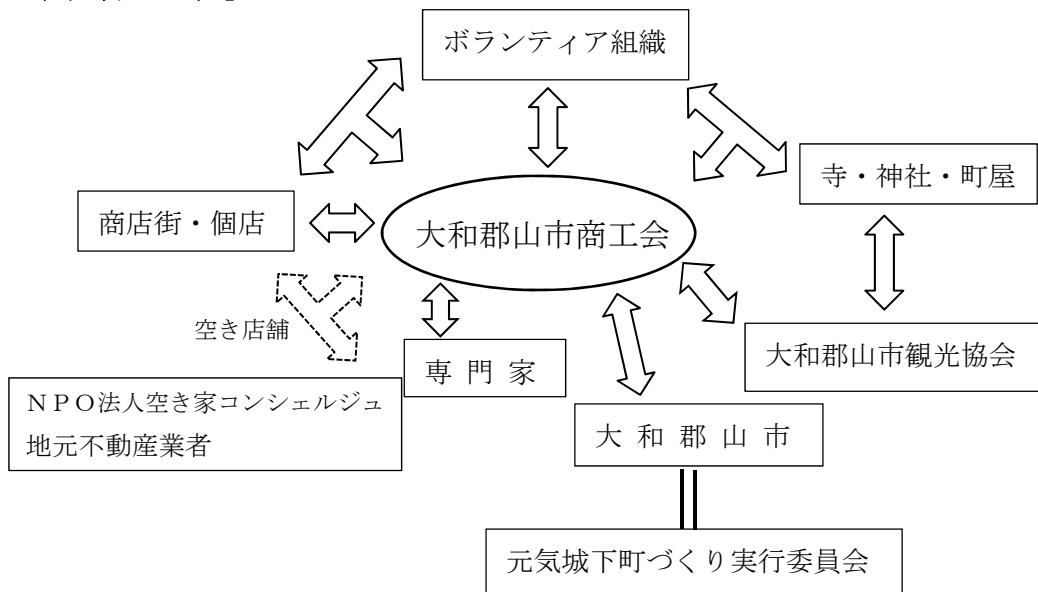 ボランティア組織
寺・神社・町屋
商店街・個店
大和郡山市商工会
空き店舗
専 門 家
大和郡山市観光協会
NPO法人空き家コンシェルジュ
地元不動産業者
大 和 郡 山 市
元気城下町づくり実行委員会